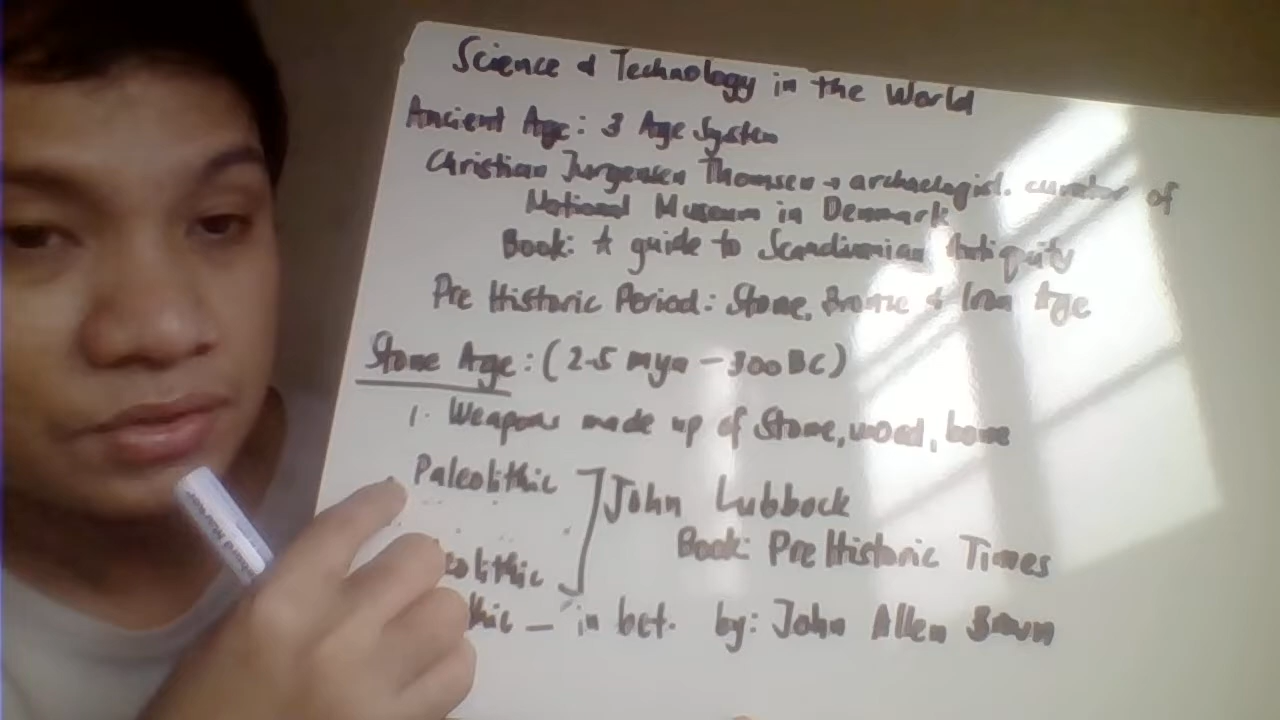 Science & Technology in the World
Ancient Age: 3 Age System
Christian Jurgensen Thomsen → archaelogist. curator of
National Museum in Denmark
Book: A guide to Scandinavian Antiquity
Pre Historic Period: Stone, Bronze & Iron Age
Stone Age: (2.5 mya - 300 BC)
1. Weapons made up of Stone, wood, bone
Paleolithic ] John Lubbock
Book: Pre Historic Times
eolithic
thic - in bet. by: John Allen Brown